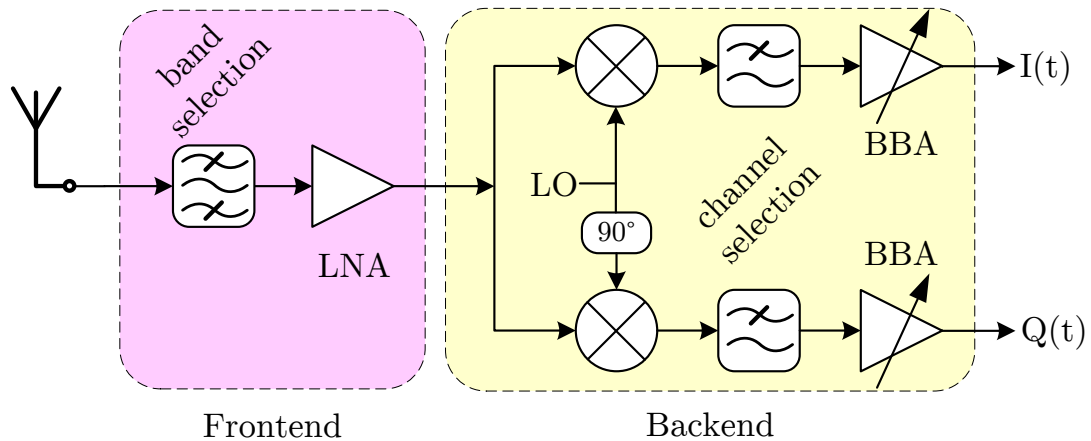 band
selection
LNA
Frontend
LO
90°
channel
selection
BBA
I(t)
BBA
Q(t)
Backend